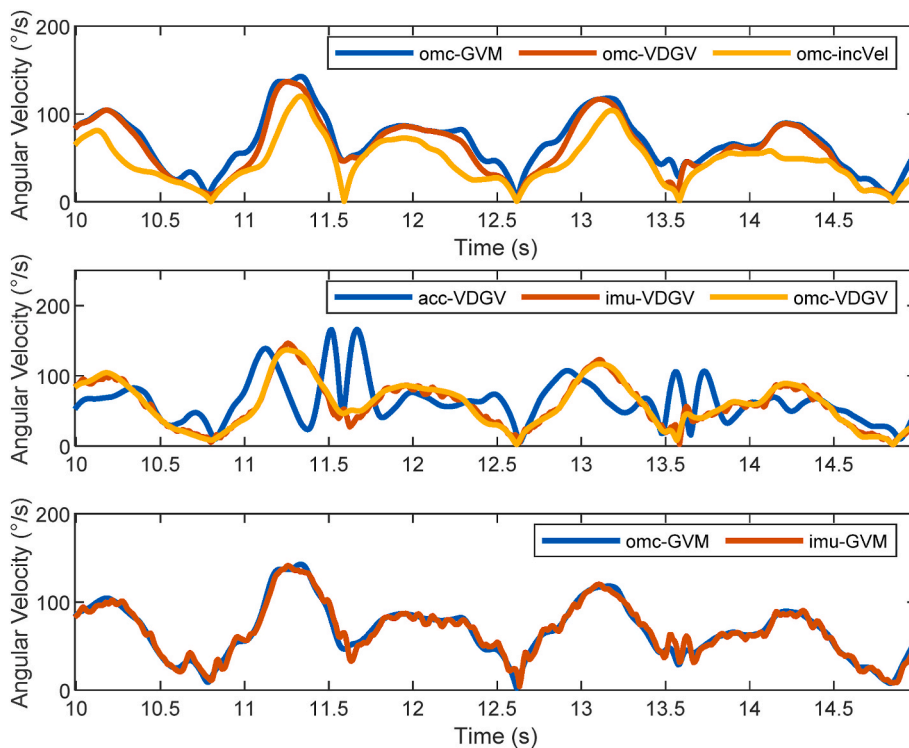 Angular Velocity (°/s)
200
100
0
omc-GVM omc-VDGV omc-incVel
10 10.5 11 11.5 12 12.5 13 13.5 14 14.5
Time (s)
Angular Velocity (°/s)
200
100
0
acc-VDGV imu-VDGV omc-VDGV
10 10.5 11 11.5 12 12.5 13 13.5 14 14.5
Time (s)
Angular Velocity (°/s)
200
100
0
omc-GVM imu-GVM
10 10.5 11 11.5 12 12.5 13 13.5 14 14.5
Time (s)